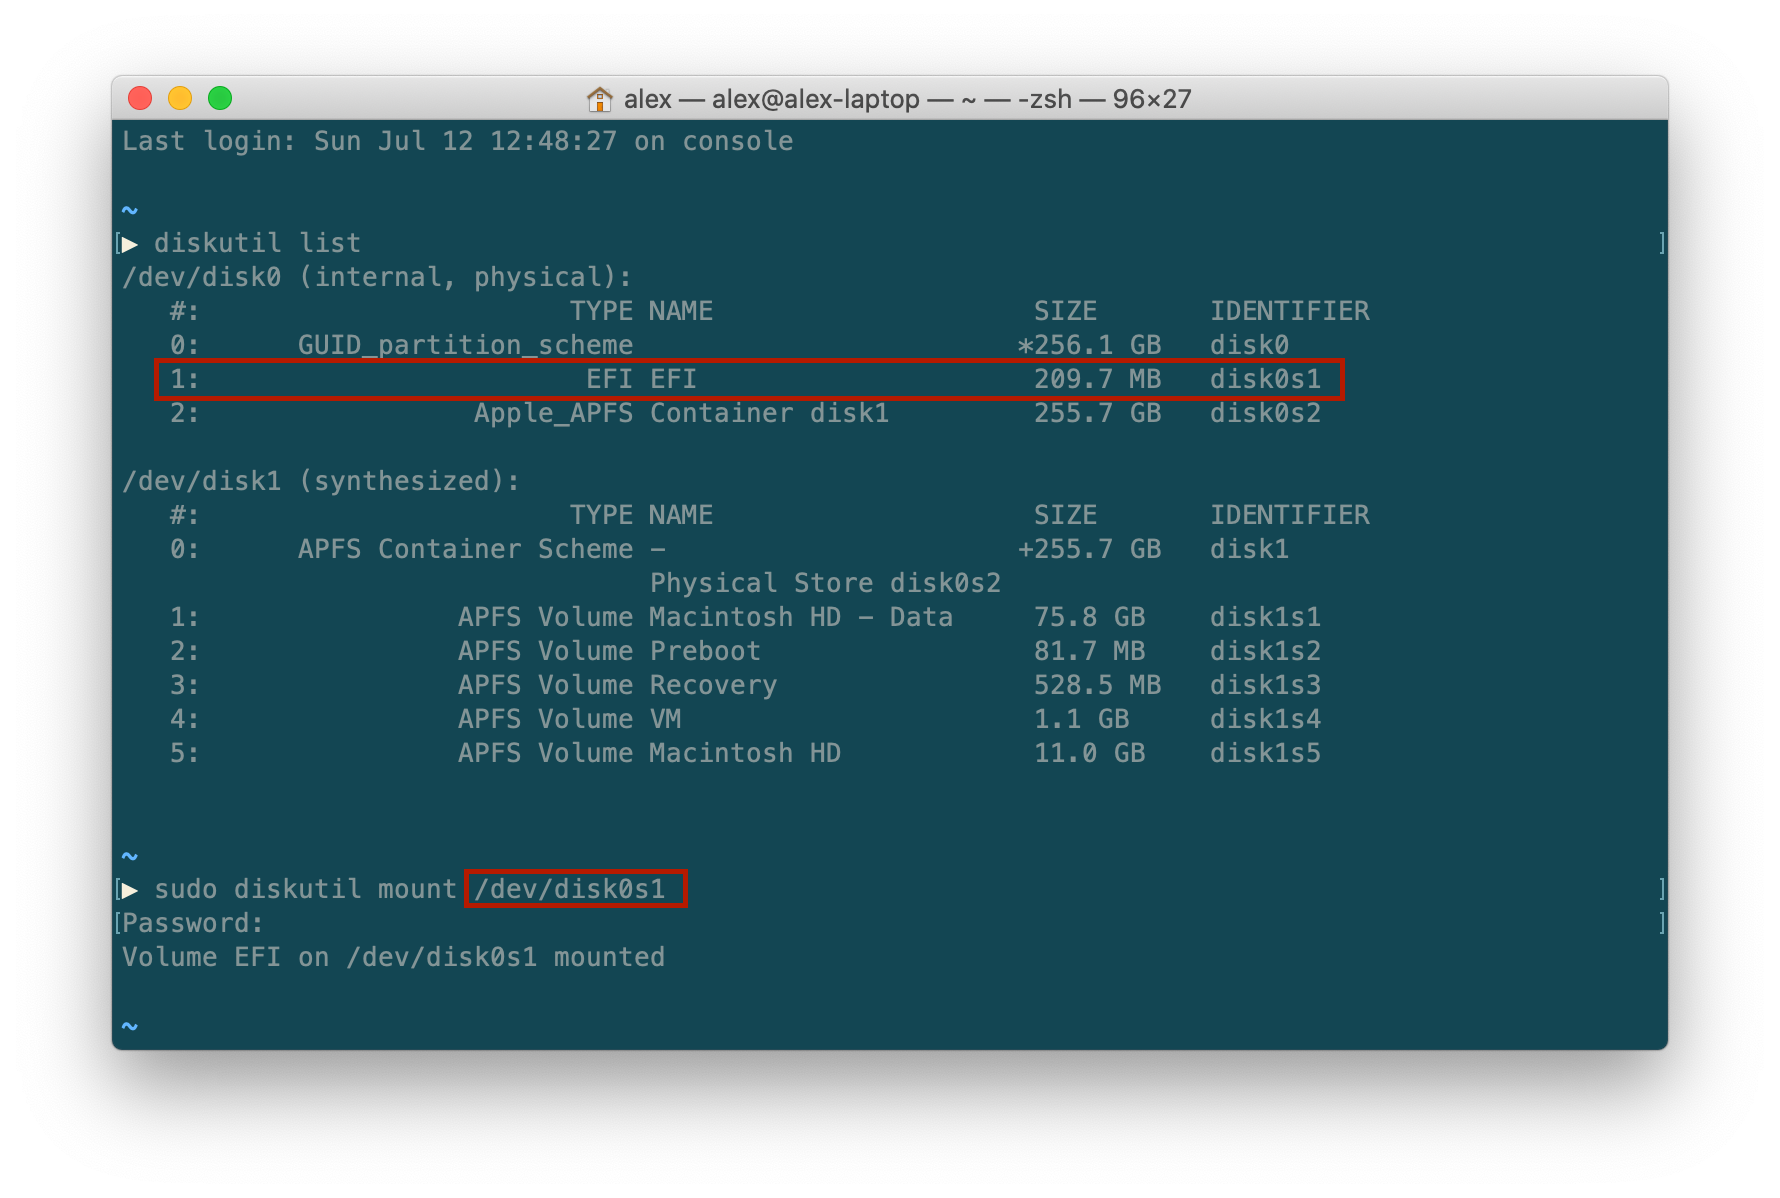 alex — alex@alex-laptop — ~ — -zsh — 96×27
Last login: Sun Jul 12 12:48:27 on console
~
[▶ diskutil list ]
/dev/disk0 (internal, physical):
   #:                       TYPE NAME                    SIZE       IDENTIFIER
   0:      GUID_partition_scheme                        *256.1 GB   disk0
   1:                        EFI EFI                     209.7 MB   disk0s1
   2:                 Apple_APFS Container disk1         255.7 GB   disk0s2
/dev/disk1 (synthesized):
   #:                       TYPE NAME                    SIZE       IDENTIFIER
   0:      APFS Container Scheme -                      +255.7 GB   disk1
                                 Physical Store disk0s2
   1:                APFS Volume Macintosh HD - Data     75.8 GB    disk1s1
   2:                APFS Volume Preboot                 81.7 MB    disk1s2
   3:                APFS Volume Recovery                528.5 MB   disk1s3
   4:                APFS Volume VM                      1.1 GB     disk1s4
   5:                APFS Volume Macintosh HD            11.0 GB    disk1s5
~
[▶ sudo diskutil mount /dev/disk0s1 ]
[Password: ]
Volume EFI on /dev/disk0s1 mounted
~